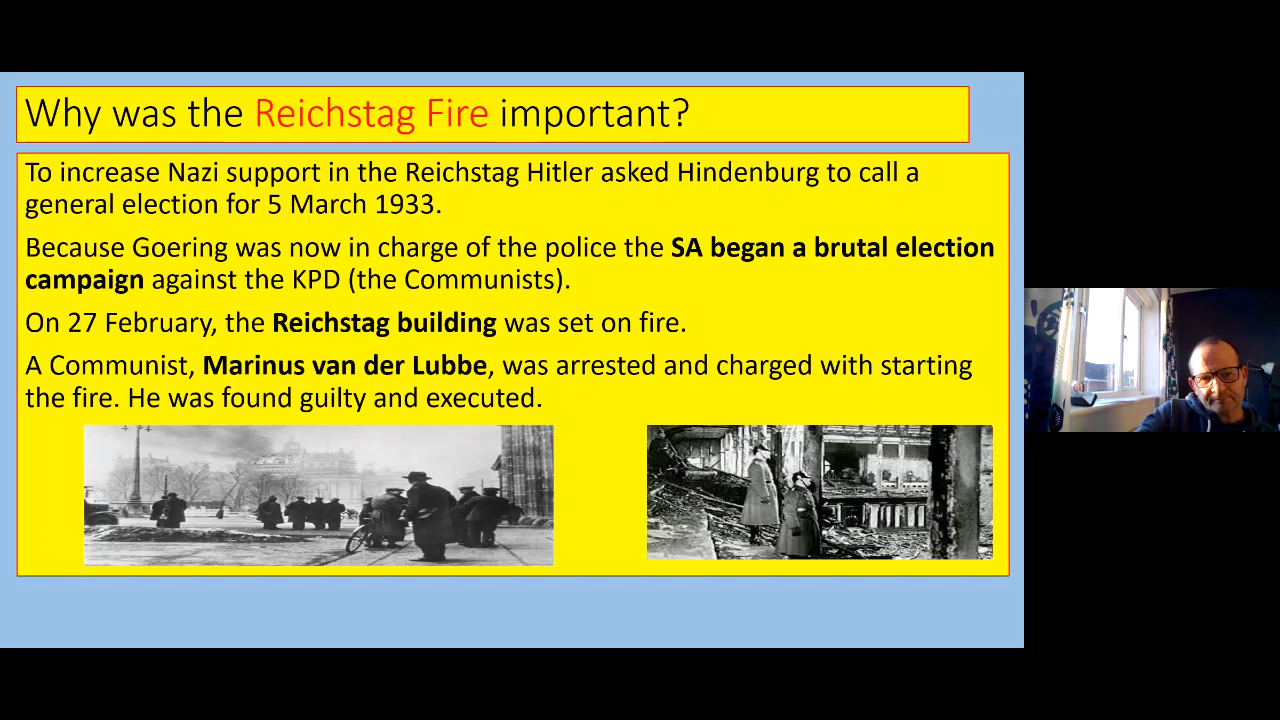 Why was the Reichstag Fire important?
To increase Nazi support in the Reichstag Hitler asked Hindenburg to call a
general election for 5 March 1933.
Because Goering was now in charge of the police the SA began a brutal election
campaign against the KPD (the Communists).
On 27 February, the Reichstag building was set on fire.
A Communist, Marinus van der Lubbe, was arrested and charged with starting
the fire. He was found guilty and executed.